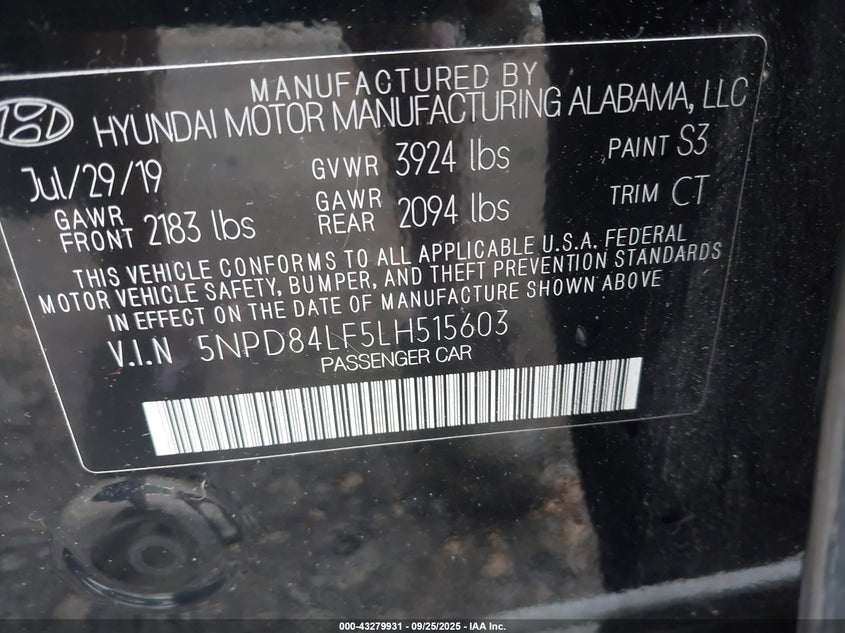 MANUFACTURED BY
HYUNDAI MOTOR MANUFACTURING ALABAMA, LLC
Jul/29/19 GVWR 3924 lbs PAINT S3
GAWR FRONT 2183 lbs GAWR REAR 2094 lbs TRIM CT
THIS VEHICLE CONFORMS TO ALL APPLICABLE U.S.A. FEDERAL
MOTOR VEHICLE SAFETY, BUMPER, AND THEFT PREVENTION STANDARDS
IN EFFECT ON THE DATE OF MANUFACTURE SHOWN ABOVE
V.I.N 5NPD84LF5LH515603
PASSENGER CAR
000-43279931 - 09/25/2025 - IAA Inc.